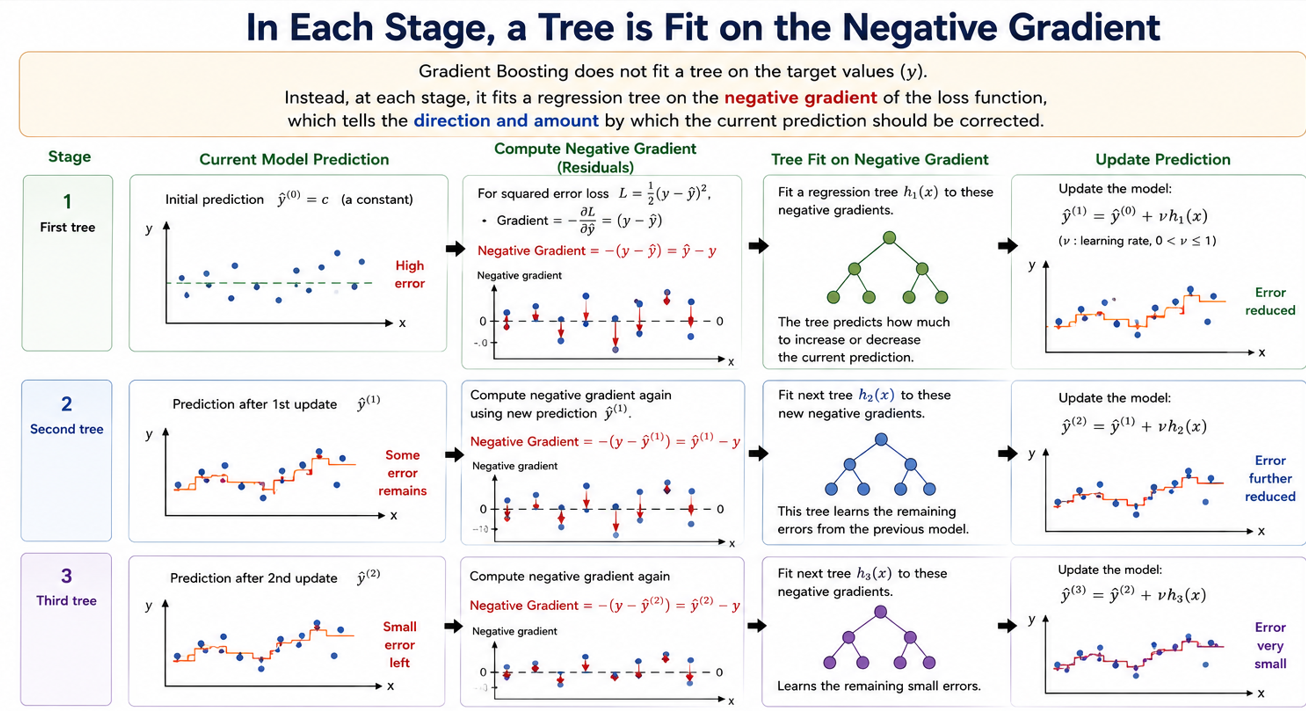 In Each Stage, a Tree is Fit on the Negative Gradient
Gradient Boosting does not fit a tree on the target values (y).
Instead, at each stage, it fits a regression tree on the negative gradient of the loss function,
which tells the direction and amount by which the current prediction should be corrected.
Stage
Current Model Prediction
Compute Negative Gradient
(Residuals)
Tree Fit on Negative Gradient
Update Prediction
1
First tree
Initial prediction ŷ⁽⁰⁾ = c (a constant)
y
High
error
x
For squared error loss L = ½(y − ŷ)²,
• Gradient = −∂L/∂ŷ = (y − ŷ)
Negative Gradient = −(y − ŷ) = ŷ − y
Negative gradient
0
0
-.0
x
Fit a regression tree h₁(x) to these
negative gradients.
The tree predicts how much
to increase or decrease
the current prediction.
Update the model:
ŷ⁽¹⁾ = ŷ⁽⁰⁾ + νh₁(x)
(ν : learning rate, 0 < ν ≤ 1)
y
Error
reduced
x
2
Second tree
Prediction after 1st update ŷ⁽¹⁾
y
Some
error
remains
x
Compute negative gradient again
using new prediction ŷ⁽¹⁾.
Negative Gradient = −(y − ŷ⁽¹⁾) = ŷ⁽¹⁾ − y
Negative gradient
0
0
−10
x
Fit next tree h₂(x) to these
new negative gradients.
This tree learns the remaining
errors from the previous model.
Update the model:
ŷ⁽²⁾ = ŷ⁽¹⁾ + νh₂(x)
y
Error
further
reduced
x
3
Third tree
Prediction after 2nd update ŷ⁽²⁾
y
Small
error
left
x
Compute negative gradient again
Negative Gradient = −(y − ŷ⁽²⁾) = ŷ⁽²⁾ − y
Negative gradient
0
0
x
Fit next tree h₃(x) to these
negative gradients.
Learns the remaining small errors.
Update the model:
ŷ⁽³⁾ = ŷ⁽²⁾ + νh₃(x)
y
Error
very
small
x